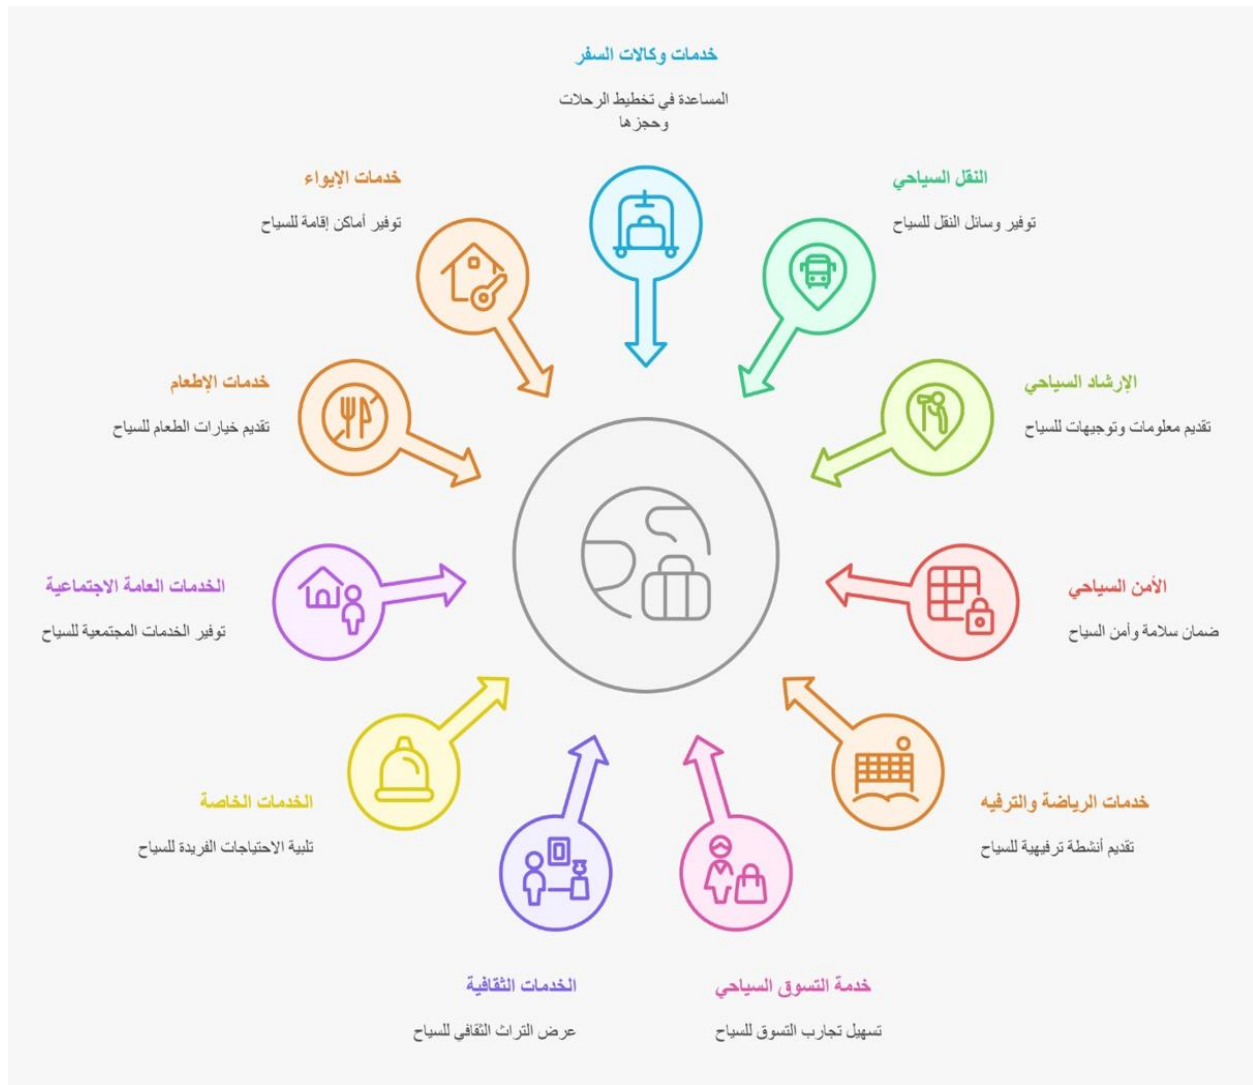 خدمات وكالات السفر
المساعدة في تخطيط الرحلات
وحجزها
النقل السياحي
توفير وسائل النقل للسياح
الإرشاد السياحي
تقديم معلومات وتوجيهات للسياح
الأمن السياحي
ضمان سلامة وأمن السياح
خدمات الرياضة والترفيه
تقديم أنشطة ترفيهية للسياح
خدمة التسوق السياحي
تسهيل تجارب التسوق للسياح
الخدمات الثقافية
عرض التراث الثقافي للسياح
الخدمات الخاصة
تلبية الاحتياجات الفريدة للسياح
الخدمات العامة الاجتماعية
توفير الخدمات المجتمعية للسياح
خدمات الإطعام
تقديم خيارات الطعام للسياح
خدمات الإيواء
توفير أماكن إقامة للسياح